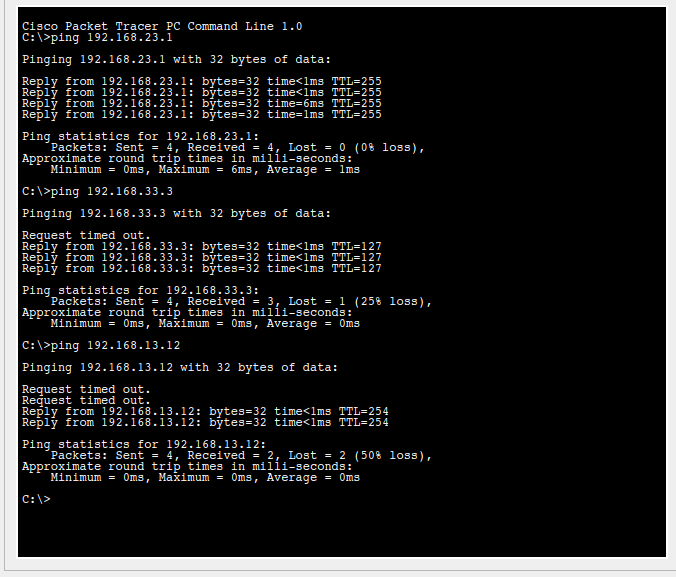 Cisco Packet Tracer PC Command Line 1.0
C:\>ping 192.168.23.1
Pinging 192.168.23.1 with 32 bytes of data:
Reply from 192.168.23.1: bytes=32 time<1ms TTL=255
Reply from 192.168.23.1: bytes=32 time<1ms TTL=255
Reply from 192.168.23.1: bytes=32 time=6ms TTL=255
Reply from 192.168.23.1: bytes=32 time=1ms TTL=255
Ping statistics for 192.168.23.1:
Packets: Sent = 4, Received = 4, Lost = 0 (0% loss),
Approximate round trip times in milli-seconds:
Minimum = 0ms, Maximum = 6ms, Average = 1ms
C:\>ping 192.168.33.3
Pinging 192.168.33.3 with 32 bytes of data:
Request timed out.
Reply from 192.168.33.3: bytes=32 time<1ms TTL=127
Reply from 192.168.33.3: bytes=32 time<1ms TTL=127
Reply from 192.168.33.3: bytes=32 time<1ms TTL=127
Ping statistics for 192.168.33.3:
Packets: Sent = 4, Received = 3, Lost = 1 (25% loss),
Approximate round trip times in milli-seconds:
Minimum = 0ms, Maximum = 0ms, Average = 0ms
C:\>ping 192.168.13.12
Pinging 192.168.13.12 with 32 bytes of data:
Request timed out.
Request timed out.
Reply from 192.168.13.12: bytes=32 time<1ms TTL=254
Reply from 192.168.13.12: bytes=32 time<1ms TTL=254
Ping statistics for 192.168.13.12:
Packets: Sent = 4, Received = 2, Lost = 2 (50% loss),
Approximate round trip times in milli-seconds:
Minimum = 0ms, Maximum = 0ms, Average = 0ms
C:\>